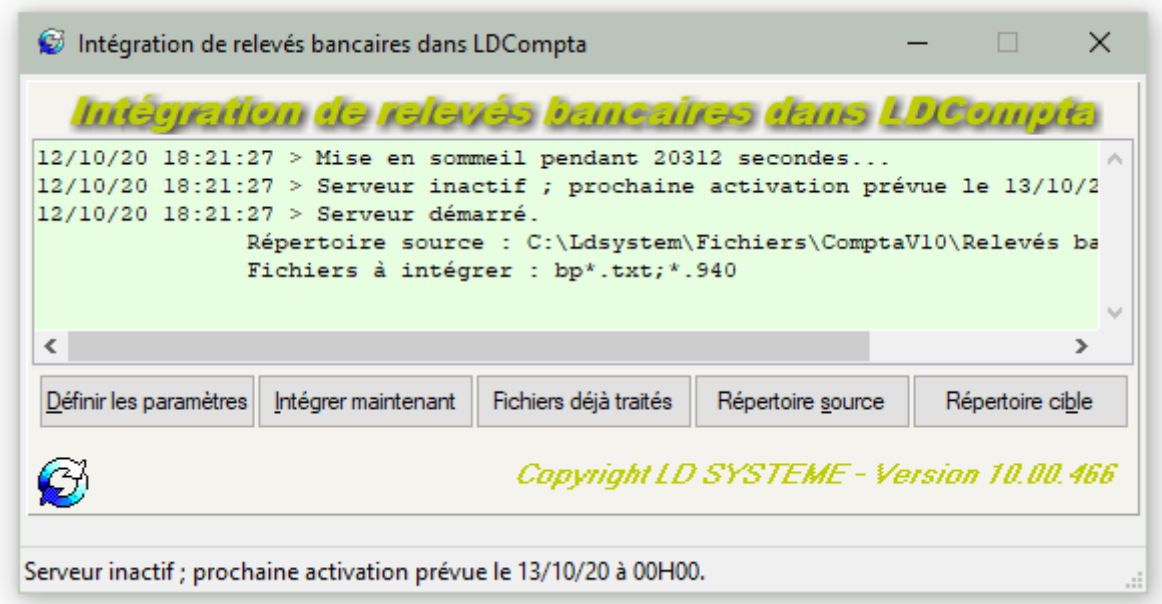 Intégration de relevés bancaires dans LDCompta
Intégration de relevés bancaires dans LDCompta
12/10/20 18:21:27 > Mise en sommeil pendant 20312 secondes...
12/10/20 18:21:27 > Serveur inactif ; prochaine activation prévue le 13/10/2
12/10/20 18:21:27 > Serveur démarré.
Répertoire source : C:\Ldsystem\Fichiers\ComptaV10\Relevés ba
Fichiers à intégrer : bp*.txt;*.940
Définir les paramètres Intégrer maintenant Fichiers déjà traités Répertoire source Répertoire cible
Copyright LD SYSTEME - Version 10.00.466
Serveur inactif ; prochaine activation prévue le 13/10/20 à 00H00.